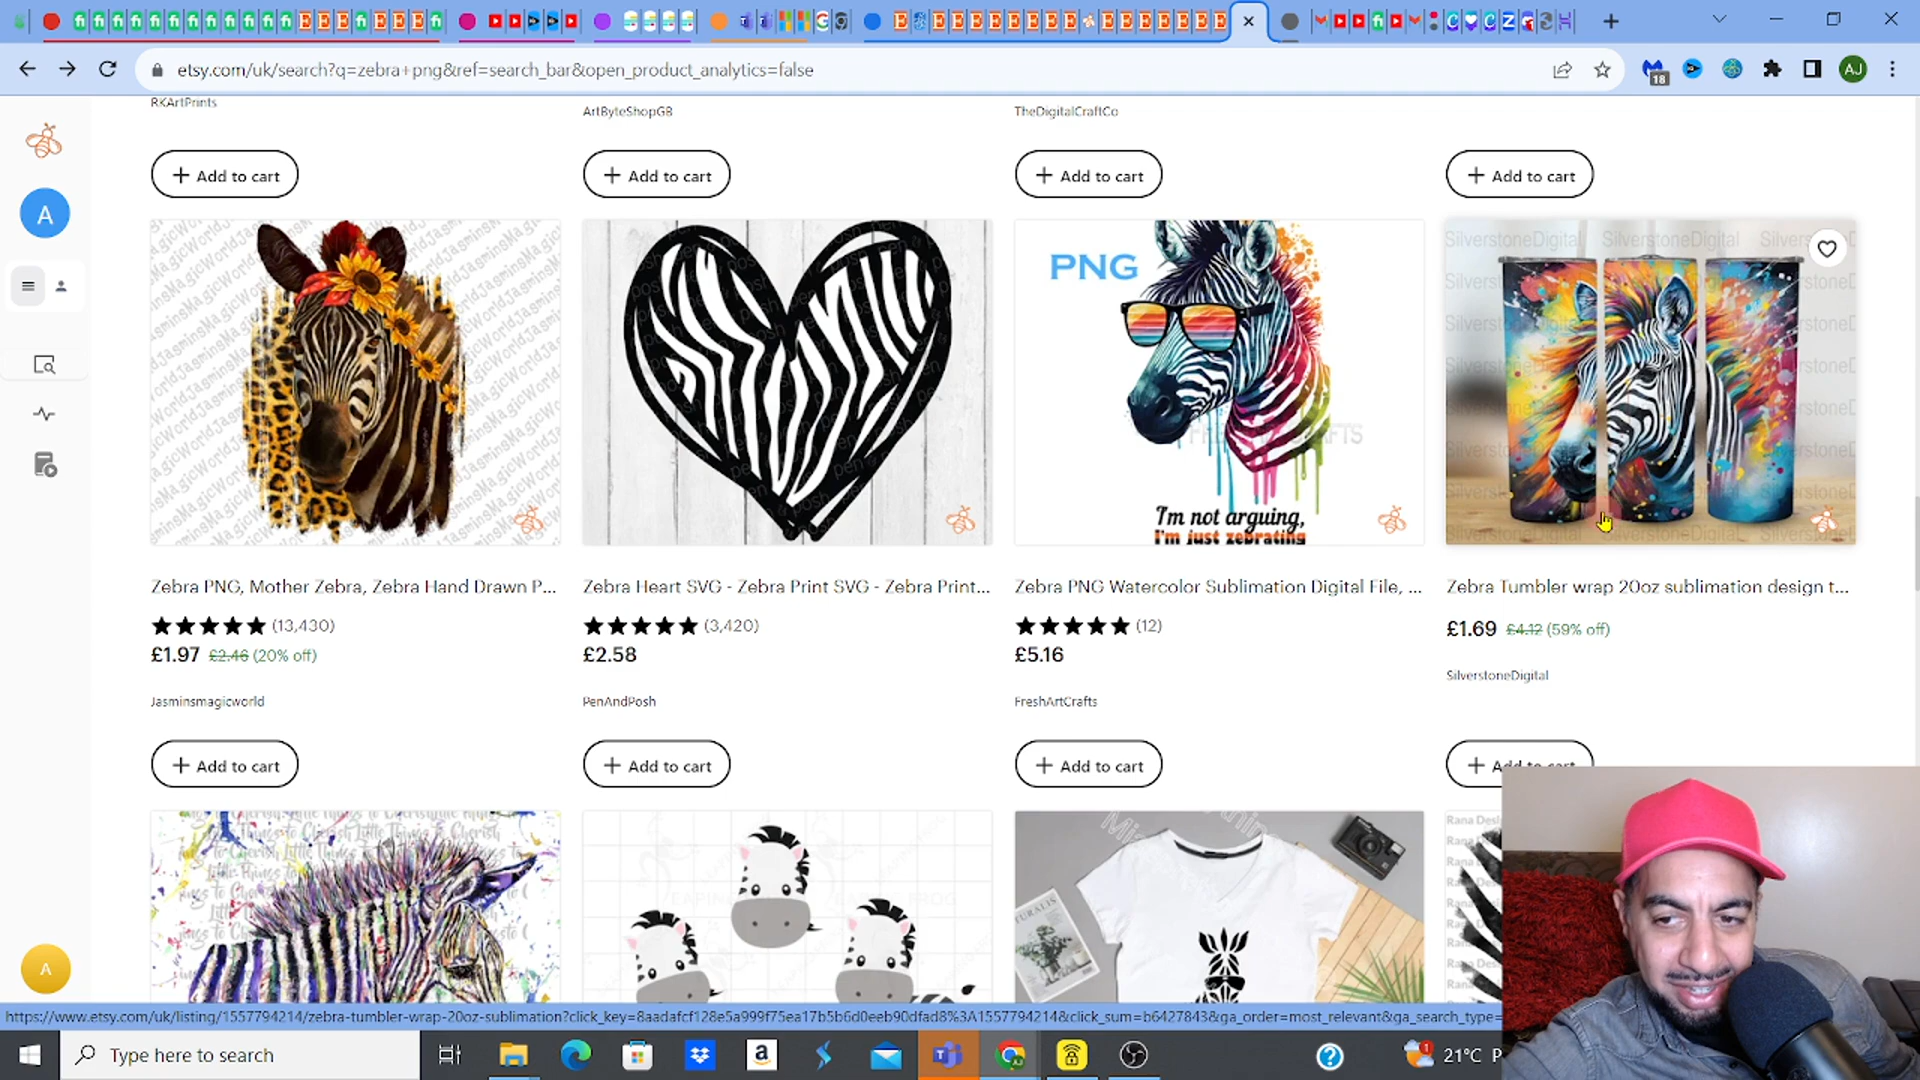 etsy.com/uk/search?q=zebra+png&ref=search_bar&open_product_analytics=false
18
AJ
RKArtPrints
ArtByteShopGB
TheDigitalCraftCo
Add to cart
Add to cart
Add to cart
Add to cart
A
PNG
I'm not arguing,
I'm just zebrating
SilverstoneDigital
Zebra PNG, Mother Zebra, Zebra Hand Drawn P...
Zebra Heart SVG - Zebra Print SVG - Zebra Print...
Zebra PNG Watercolor Sublimation Digital File, ...
Zebra Tumbler wrap 20oz sublimation design t...
(13,430)
(3,420)
(12)
£1.69 £4.12 (59% off)
£1.97 £2.46 (20% off)
£2.58
£5.16
SilverstoneDigital
Jasminsmagicworld
PenAndPosh
FreshArtCrafts
Add to cart
Add to cart
Add to cart
Add to cart
A
https://www.etsy.com/uk/listing/1557794214/zebra-tumbler-wrap-20oz-sublimation?click_key=8aadafcf128e5a999f75ea17b5b6d0eeb90dfad8%3A1557794214&click_sum=b6427843&ga_order=most_relevant&ga_search_type=
Type here to search
21°C